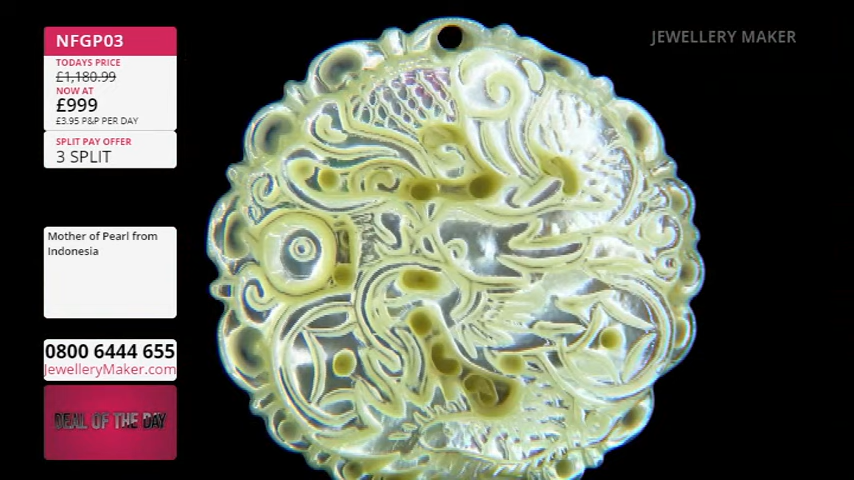 NFGP03
TODAYS PRICE
£1,180.99
NOW AT
£999
£3.95 P&P PER DAY
SPLIT PAY OFFER
3 SPLIT
JEWELLERY MAKER
Mother of Pearl from
Indonesia
0800 6444 655
JewelleryMaker.com
DEAL OF THE DAY